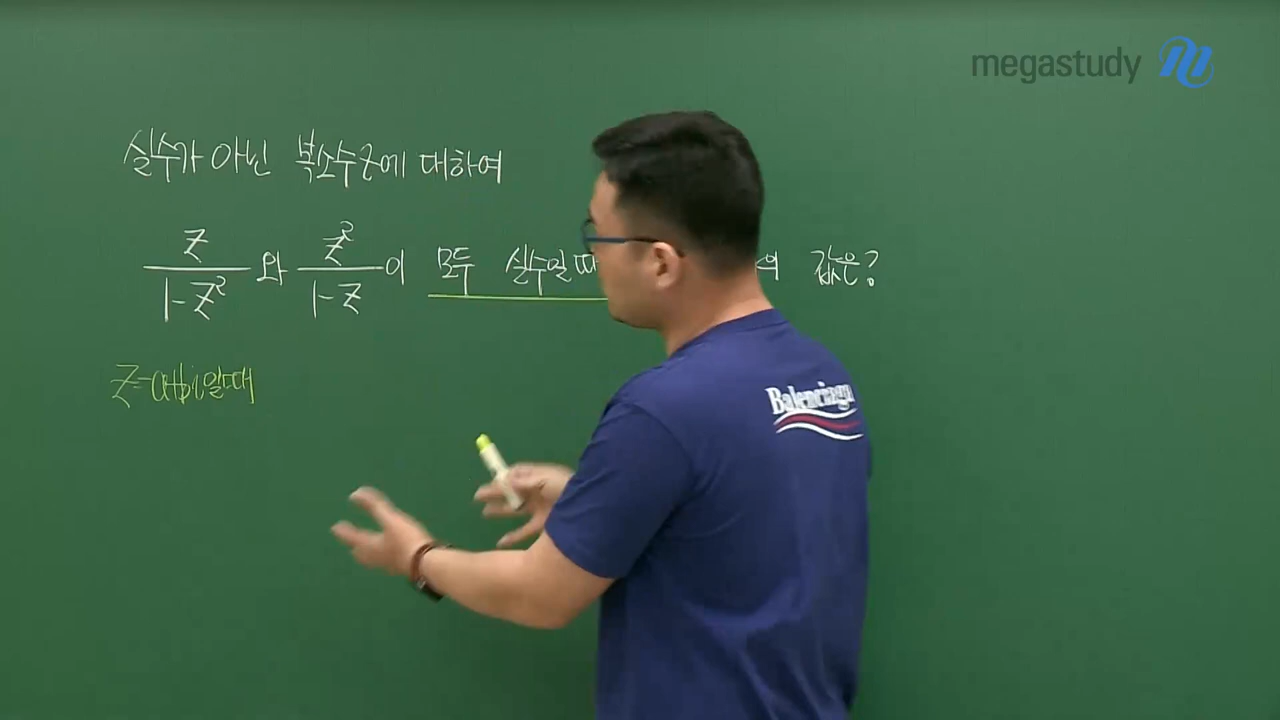 megastudy
실수가 아닌 복소수 z에 대하여
z/(1-z²) 와 z²/(1-z) 이 모두 실수일 때 의 값은?
z=a+bi일때
Balenciaga